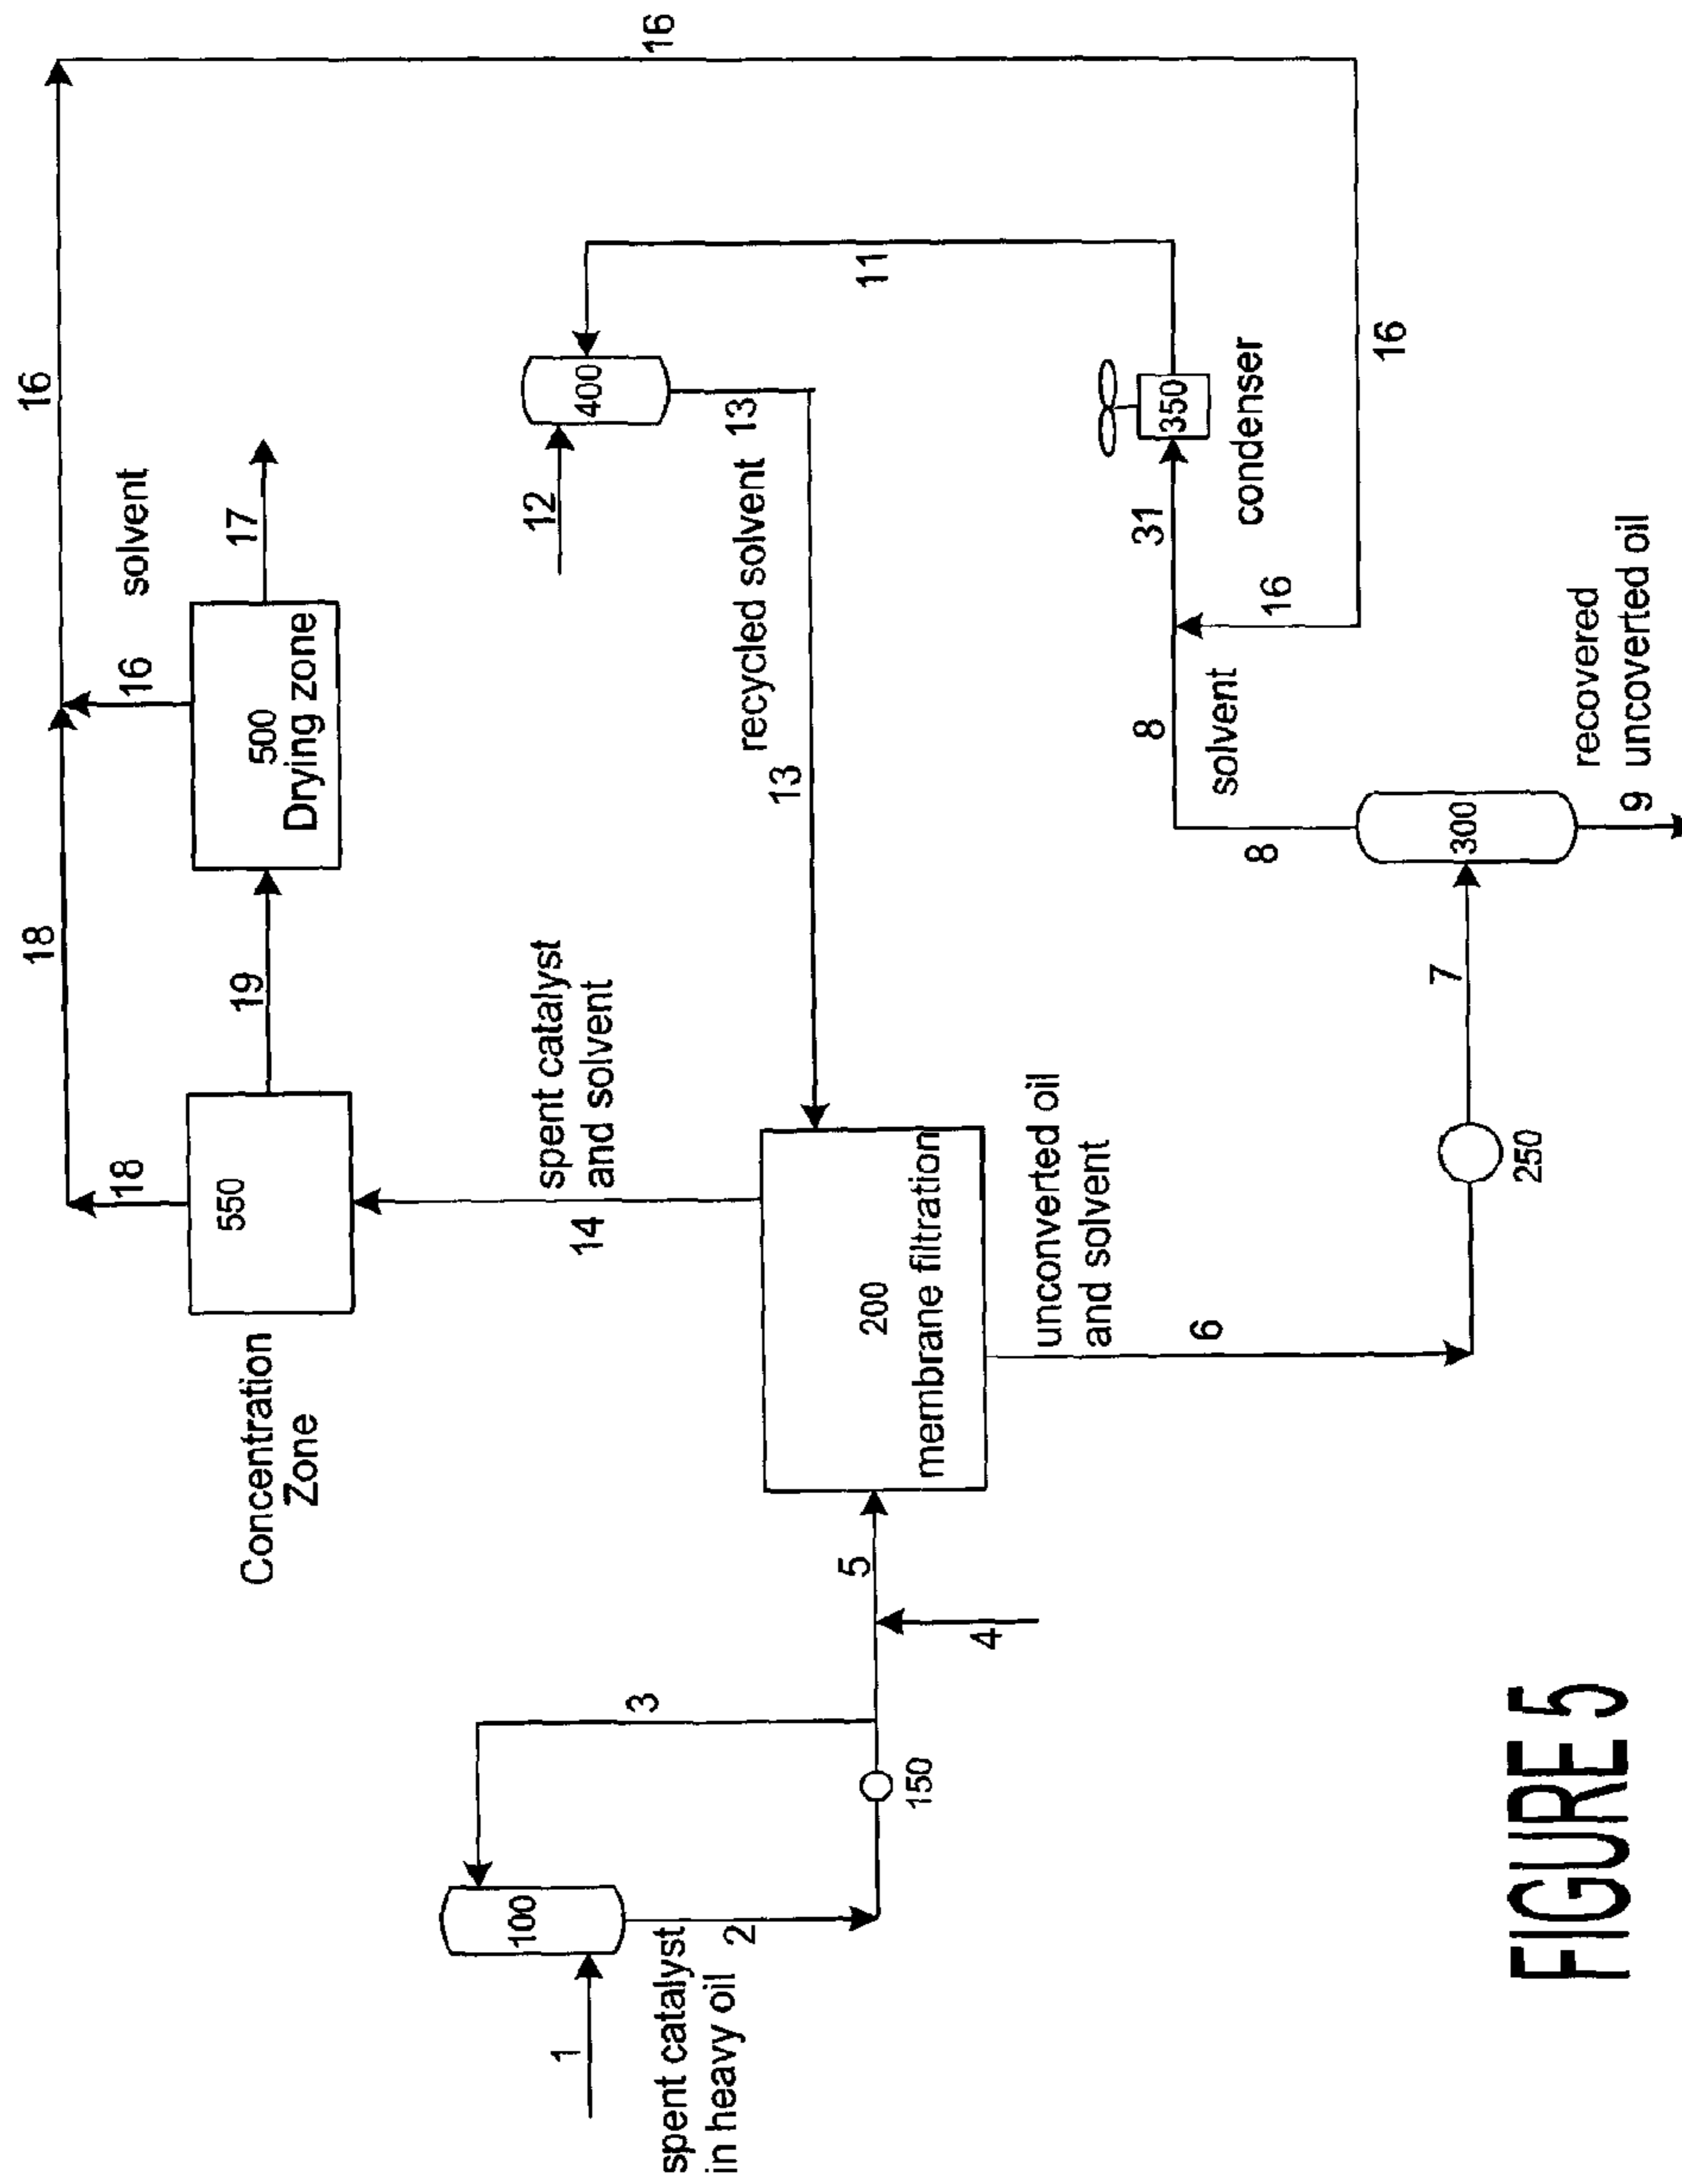 16
16
18
16
solvent
18
19
17
550
500
Drying zone
Concentration
Zone
14
spent catalyst
and solvent
12
400
13
recycled solvent
13
11
1
100
3
spent catalyst
in heavy oil
2
150
5
4
200
membrane filtration
unconverted oil
and solvent
6
8
31
350
solvent
condenser
8
16
16
7
250
300
9
recovered
uncoverted oil
FIGURE 5